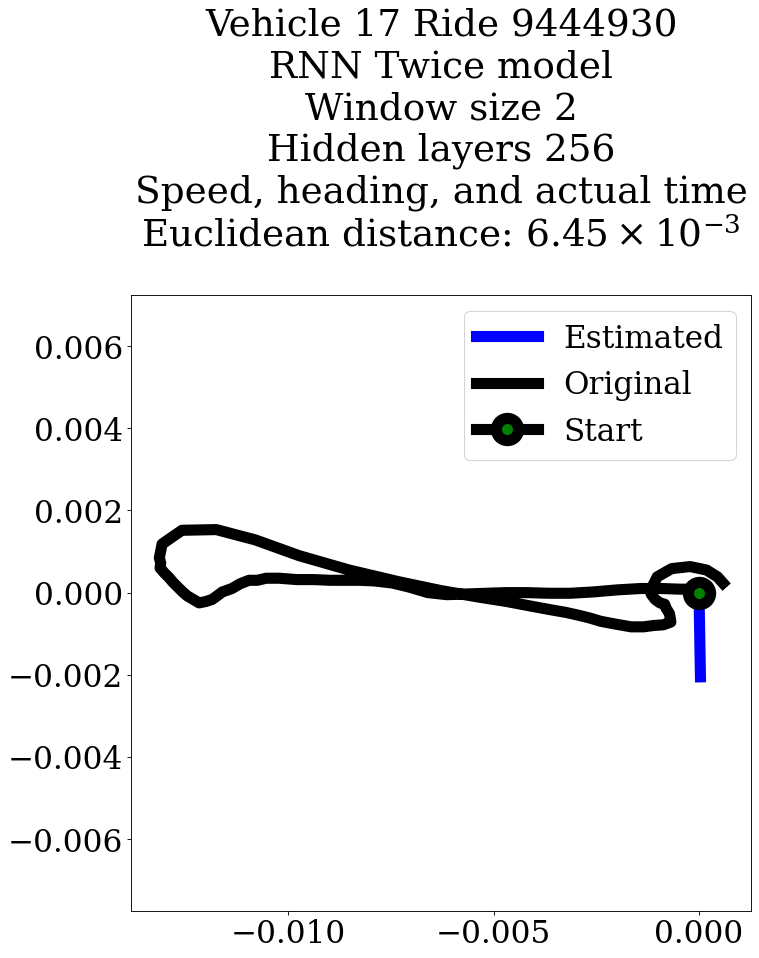 Vehicle 17 Ride 9444930
RNN Twice model
Window size 2
Hidden layers 256
Speed, heading, and actual time
Euclidean distance: 6.45 × 10⁻³
Estimated
Original
Start
0.006
0.004
0.002
0.000
−0.002
−0.004
−0.006
−0.010
−0.005
0.000